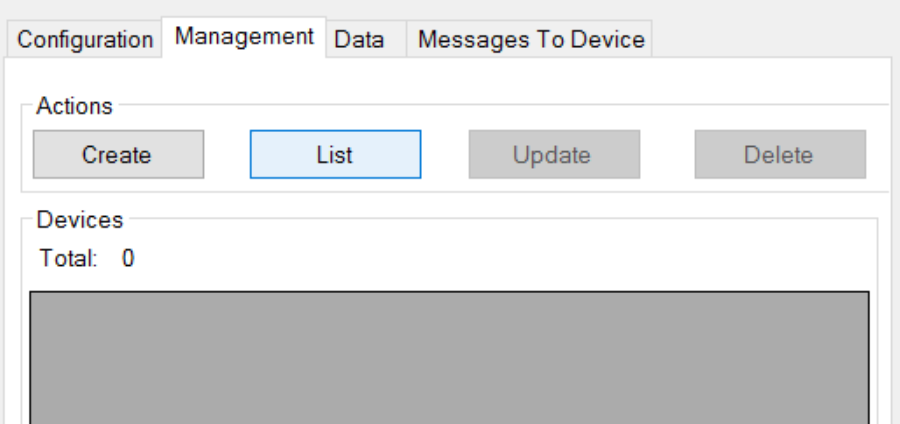 Configuration Management Data Messages To Device
Actions
Create List Update Delete
Devices
Total: 0